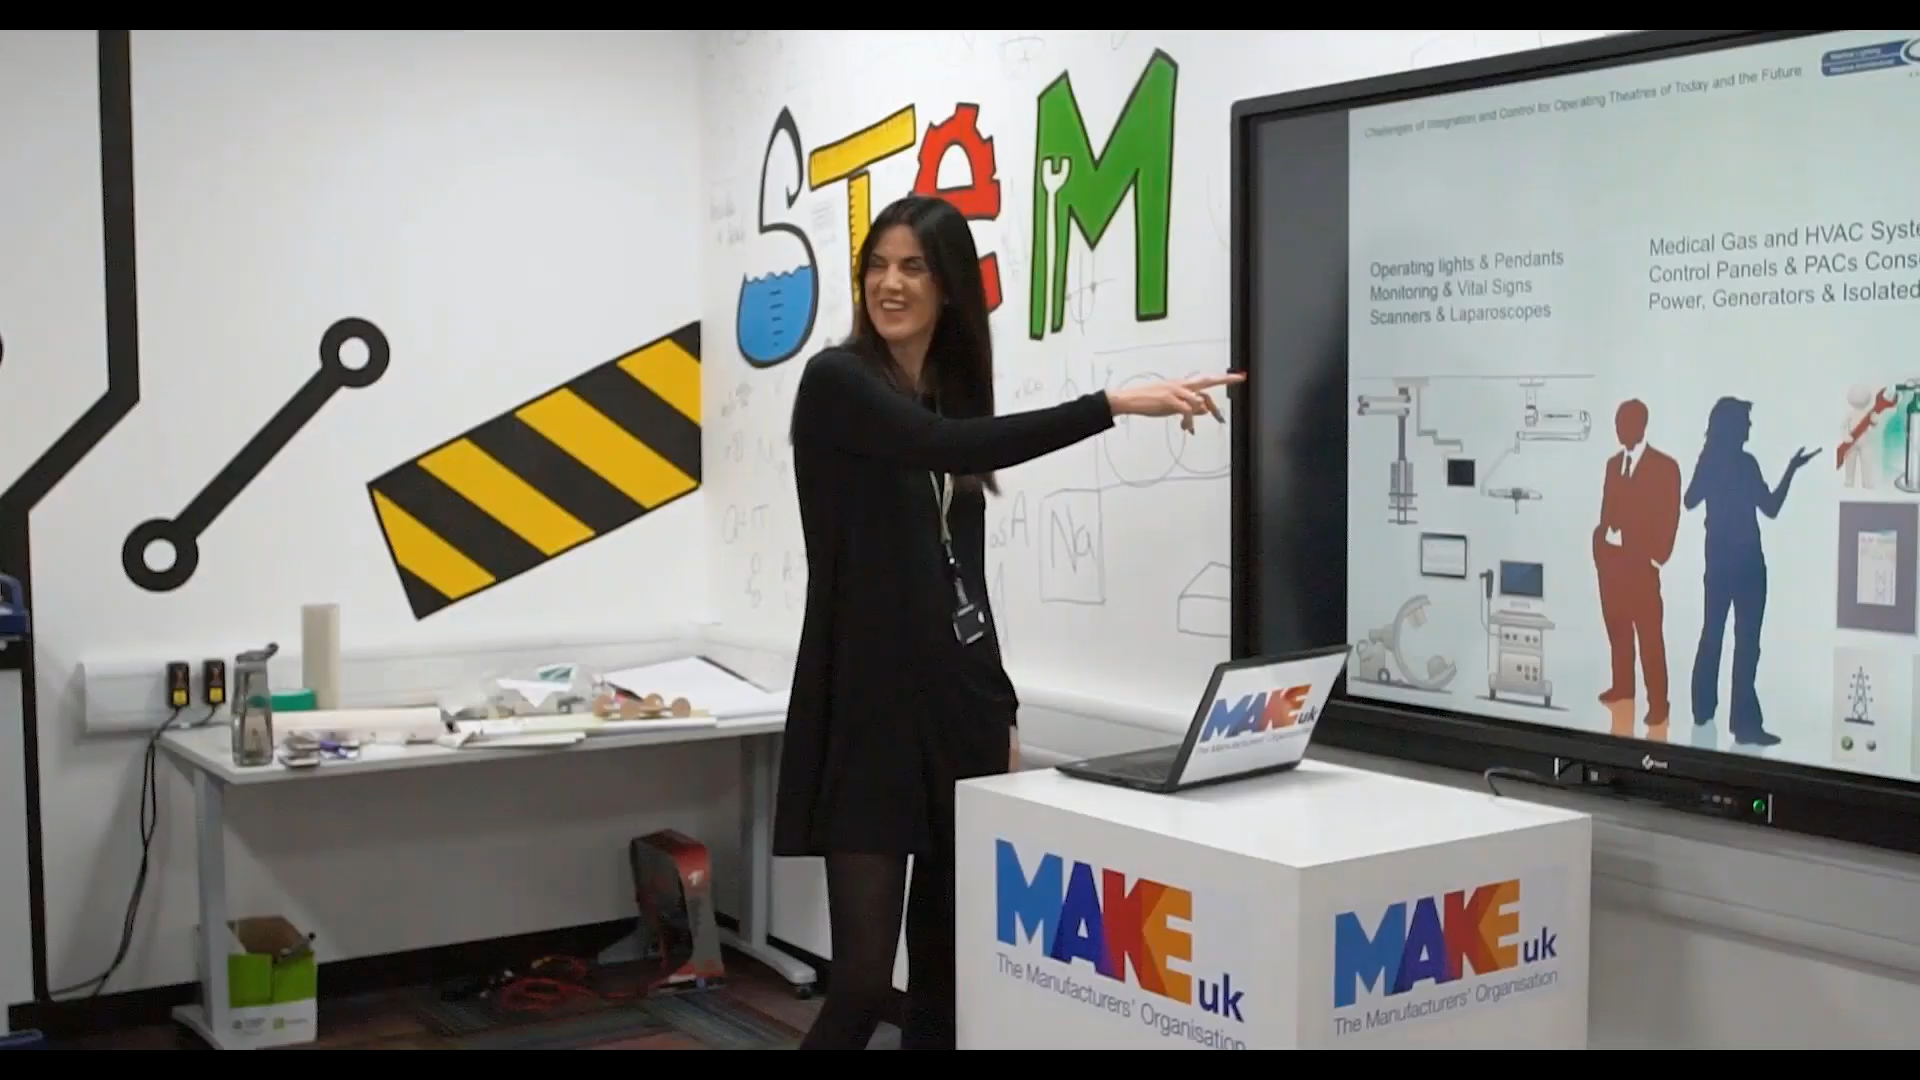 STEM
Challenges of Integration and Control for Operating Theatres of Today and the Future
Operating lights & Pendants
Monitoring & Vital Signs
Scanners & Laparoscopes
Medical Gas and HVAC Syste
Control Panels & PACs Cons
Power, Generators & Isolated
Na
MAKE uk
The Manufacturers' Organisation
MAKE uk
The Manufacturers' Organisation
MAKE uk
The Manufacturers' Organisation